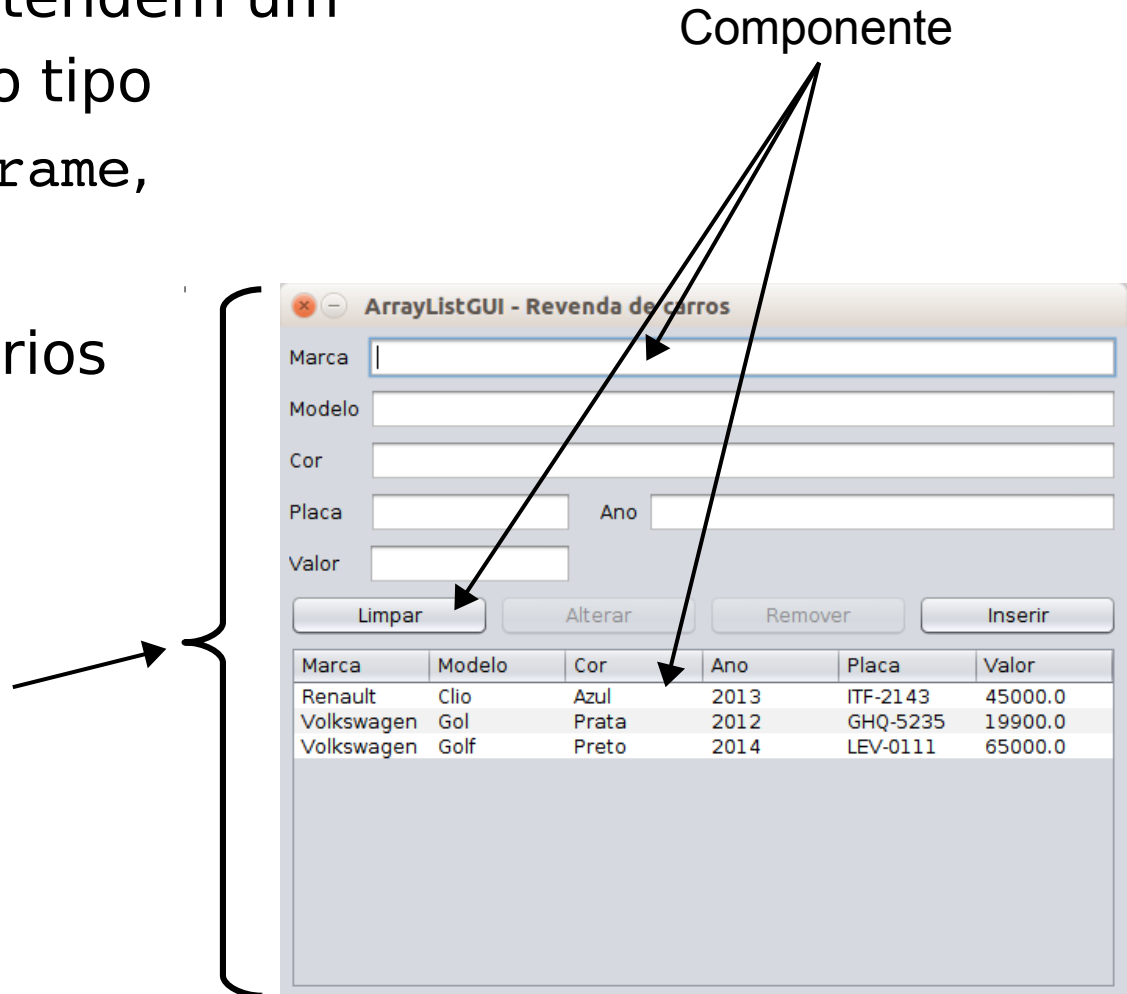 tendem um
o tipo
rame,
rios
Componente
ArrayListGUI - Revenda de carros
Marca
Modelo
Cor
Placa Ano
Valor
Limpar Alterar Remover Inserir
Marca Modelo Cor Ano Placa Valor
Renault Clio Azul 2013 ITF-2143 45000.0
Volkswagen Gol Prata 2012 GHQ-5235 19900.0
Volkswagen Golf Preto 2014 LEV-0111 65000.0